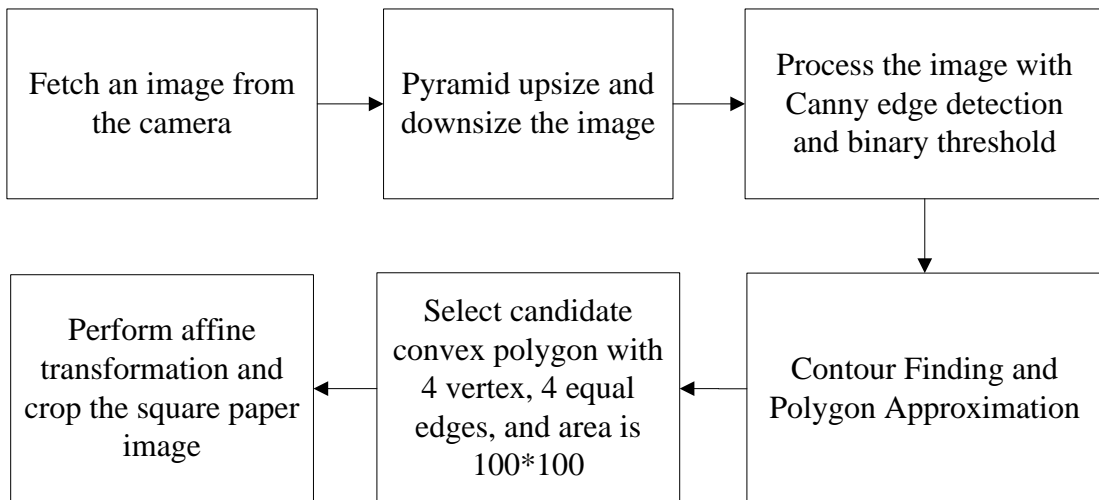 Fetch an image from
the camera
Pyramid upsize and
downsize the image
Process the image with
Canny edge detection
and binary threshold
Contour Finding and
Polygon Approximation
Select candidate
convex polygon with
4 vertex, 4 equal
edges, and area is
100*100
Perform affine
transformation and
crop the square paper
image